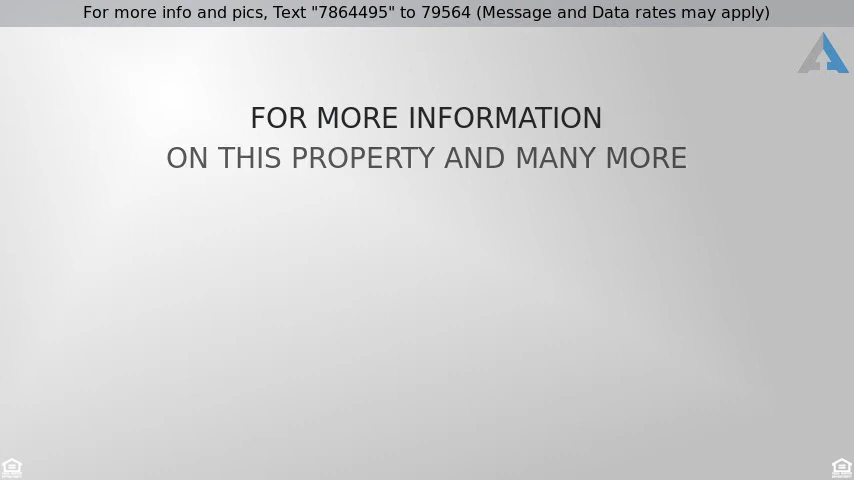 For more info and pics, Text "7864495" to 79564 (Message and Data rates may apply)
FOR MORE INFORMATION
ON THIS PROPERTY AND MANY MORE